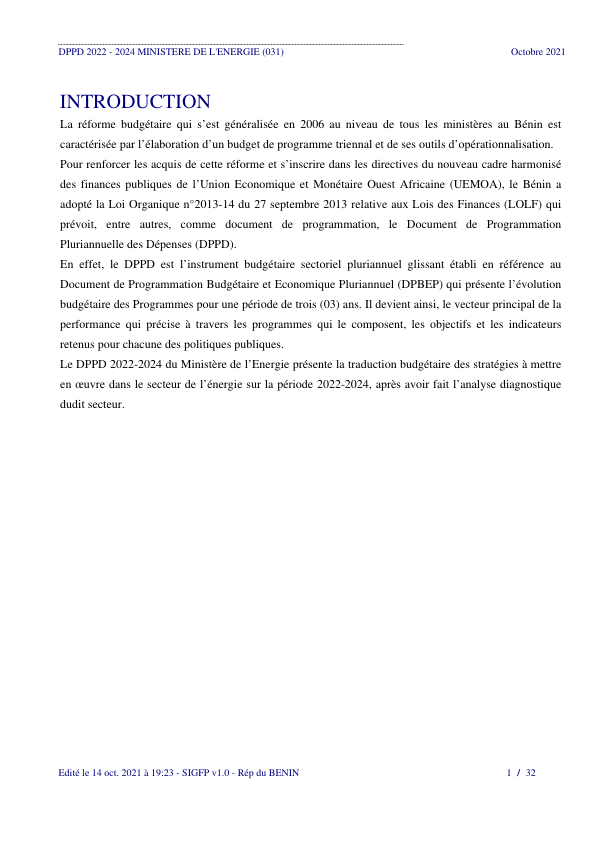 DPPD 2022 - 2024 MINISTERE DE L'ENERGIE (031)
Octobre 2021
INTRODUCTION
La réforme budgétaire qui s’est généralisée en 2006 au niveau de tous les ministères au Bénin est
caractérisée par l’élaboration d’un budget de programme triennal et de ses outils d’opérationnalisation.
Pour renforcer les acquis de cette réforme et s’inscrire dans les directives du nouveau cadre harmonisé
des finances publiques de l’Union Economique et Monétaire Ouest Africaine (UEMOA), le Bénin a
adopté la Loi Organique n°2013-14 du 27 septembre 2013 relative aux Lois des Finances (LOLF) qui
prévoit, entre autres, comme document de programmation, le Document de Programmation
Pluriannuelle des Dépenses (DPPD).
En effet, le DPPD est l’instrument budgétaire sectoriel pluriannuel glissant établi en référence au
Document de Programmation Budgétaire et Economique Pluriannuel (DPBEP) qui présente l’évolution
budgétaire des Programmes pour une période de trois (03) ans. Il devient ainsi, le vecteur principal de la
performance qui précise à travers les programmes qui le composent, les objectifs et les indicateurs
retenus pour chacune des politiques publiques.
Le DPPD 2022-2024 du Ministère de l’Energie présente la traduction budgétaire des stratégies à mettre
en œuvre dans le secteur de l’énergie sur la période 2022-2024, après avoir fait l’analyse diagnostique
dudit secteur.
Edité le 14 oct. 2021 à 19:23 - SIGFP v1.0 - Rép du BENIN
1 / 32